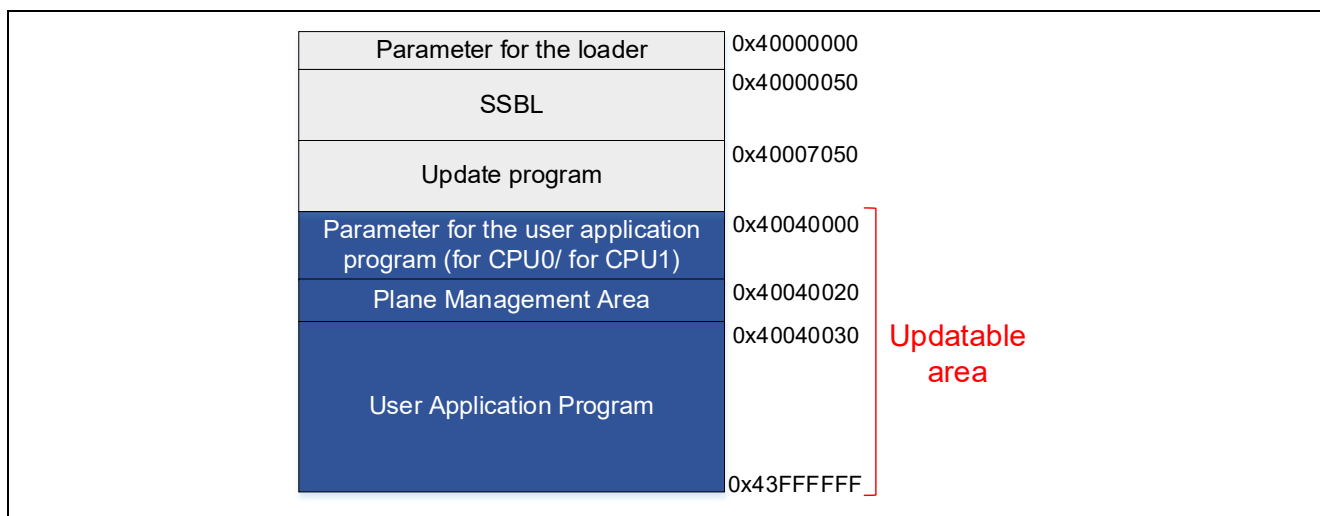 Parameter for the loader
0x40000000
0x40000050
SSBL
0x40007050
Update program
0x40040000
Parameter for the user application
program (for CPU0/ for CPU1)
0x40040020
Plane Management Area
0x40040030
Updatable
area
User Application Program
0x43FFFFFF